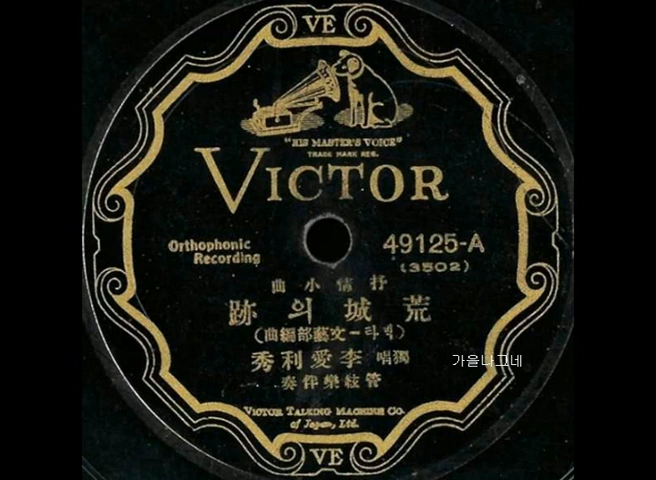 VE
"HIS MASTER'S VOICE"
TRADE MARK REG.
VICTOR
Orthophonic
Recording
49125-A
(3502)
曲小情抒
跡의城荒
(曲編部藝文ー타빅)
秀利愛李 唱獨
奏伴樂絃管
가을나그네
VICTOR TALKING MACHINE CO.
of Japan, Ltd.
VE